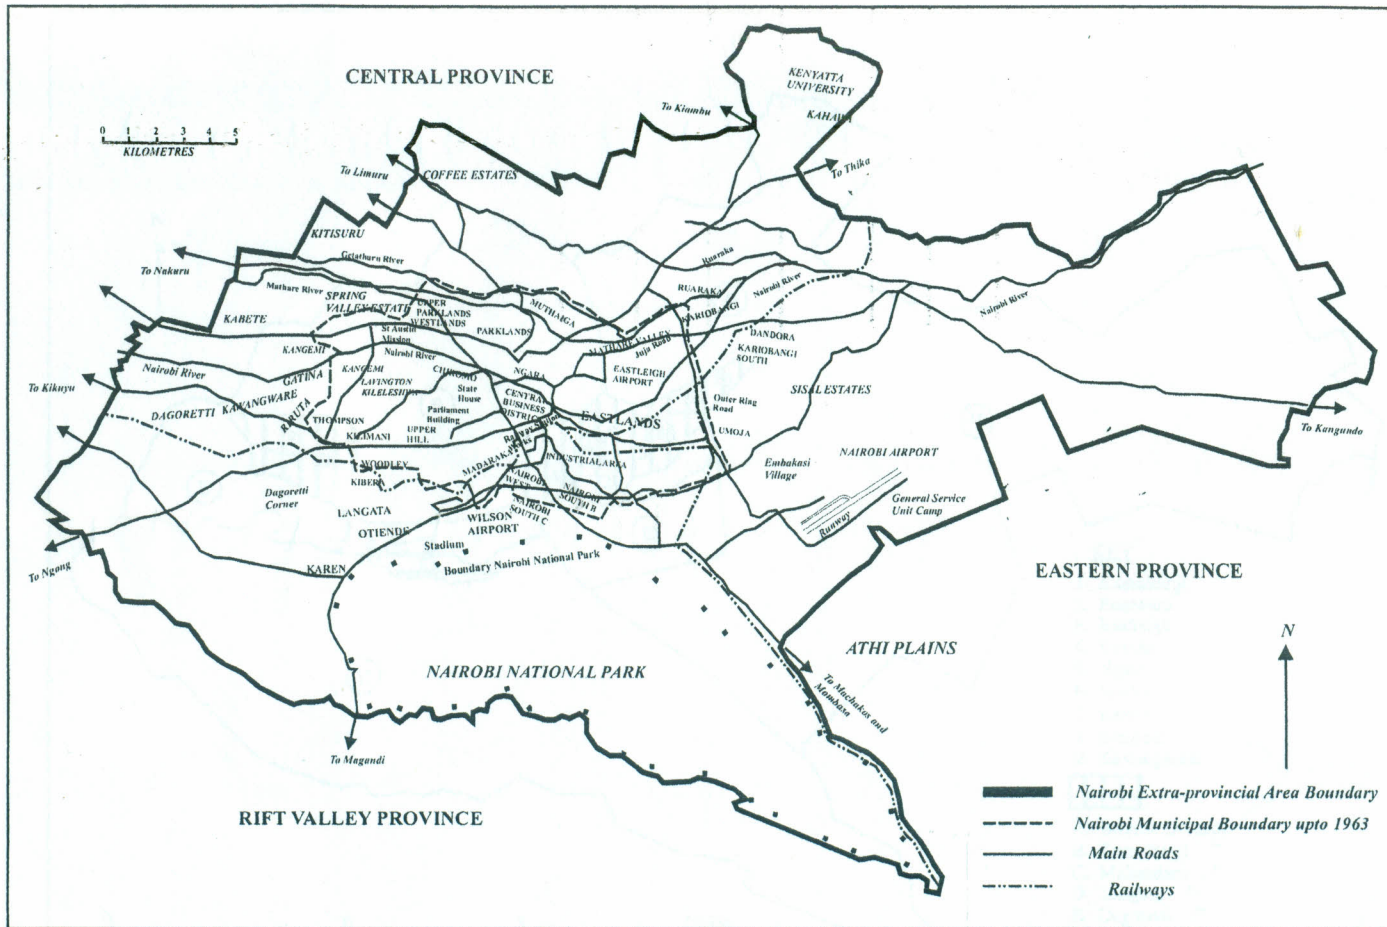 CENTRAL PROVINCE
KENYATTA
UNIVERSITY
KAHAWA
To Kiambu
0 1 2 3 4 5
KILOMETRES
To Thika
To Limuru
COFFEE ESTATES
KITISURU
Getathuru River
Ruaraka
To Nakuru
Mathare River
SPRING
VALLEY ESTATE
UPPER
PARKLANDS
WESTLANDS
MUTHAIGA
RUARAKA
Nairobi River
Nairobi River
KABETE
St Austin
Mission
PARKLANDS
KARIOBANGI
MATHARE VALLEY
Juja Road
DANDORA
KARIOBANGI
SOUTH
KANGEMI
Nairobi River
Nairobi River
KANGEMI
CHIROMO
NGARA
EASTLEIGH
AIRPORT
To Kikuyu
GATINA
LAVINGTON
KILELESHWA
State
House
CENTRAL
BUSINESS
DISTRICT
SISAL ESTATES
DAGORETTI
KAWANGWARE
RARUTA
Parliament
Building
EASTLANDS
Outer Ring
Road
THOMPSON
KILIMANI
UPPER
HILL
Railway Station
UMOJA
To Kangundo
WOODLEY
MADARAKA
INDUSTRIAL AREA
Embakasi
Village
NAIROBI AIRPORT
KIBERA
NAIROBI
WEST
NAIROBI
SOUTH B
Dagoretti
Corner
LANGATA
NAIROBI
SOUTH C
General Service
Unit Camp
OTIENDE
WILSON
AIRPORT
Runway
Stadium
Boundary Nairobi National Park
To Ngong
KAREN
EASTERN PROVINCE
N
ATHI PLAINS
NAIROBI NATIONAL PARK
To Machakos and
Mombasa
To Magandi
Nairobi Extra-provincial Area Boundary
RIFT VALLEY PROVINCE
Nairobi Municipal Boundary upto 1963
Main Roads
Railways